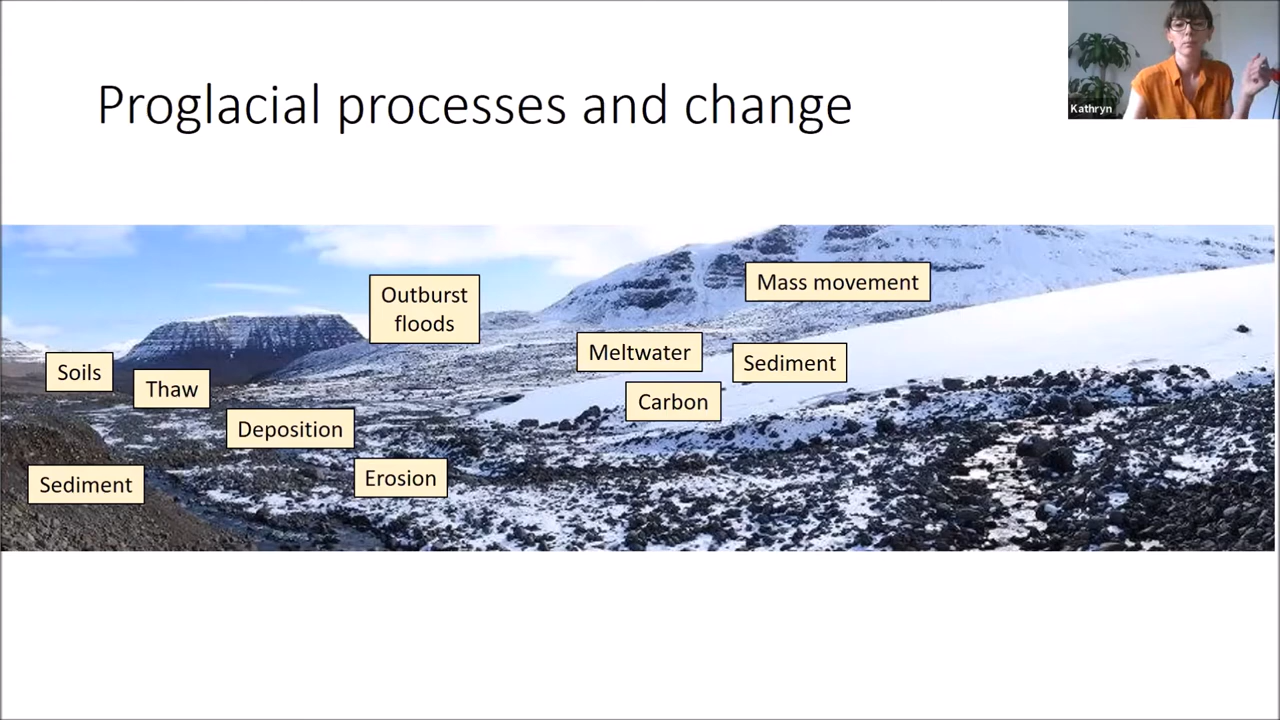 Proglacial processes and change
Kathryn
Outburst
floods
Mass movement
Meltwater
Sediment
Soils
Thaw
Carbon
Deposition
Erosion
Sediment